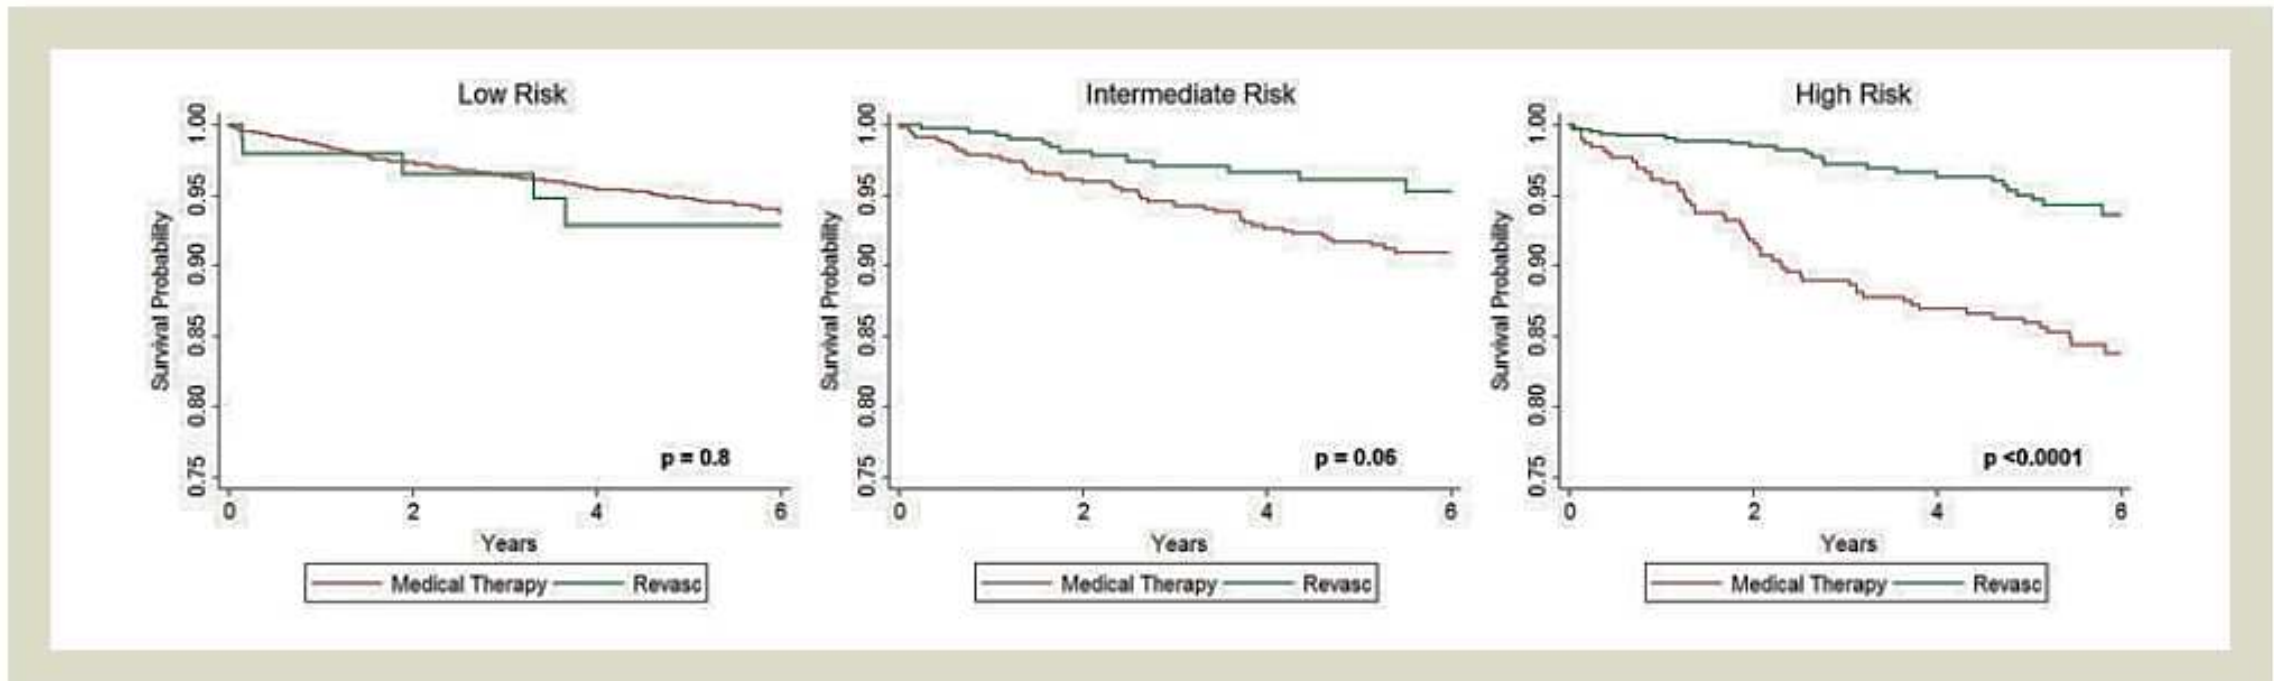 Low Risk
Survival Probability
1.00
0.95
0.90
0.85
0.80
0.75
p = 0.8
0 2 4 6
Years
Medical Therapy Revasc
Intermediate Risk
Survival Probability
1.00
0.95
0.90
0.85
0.80
0.75
p = 0.06
0 2 4 6
Years
Medical Therapy Revasc
High Risk
Survival Probability
1.00
0.95
0.90
0.85
0.80
0.75
p <0.0001
0 2 4 6
Years
Medical Therapy Revasc